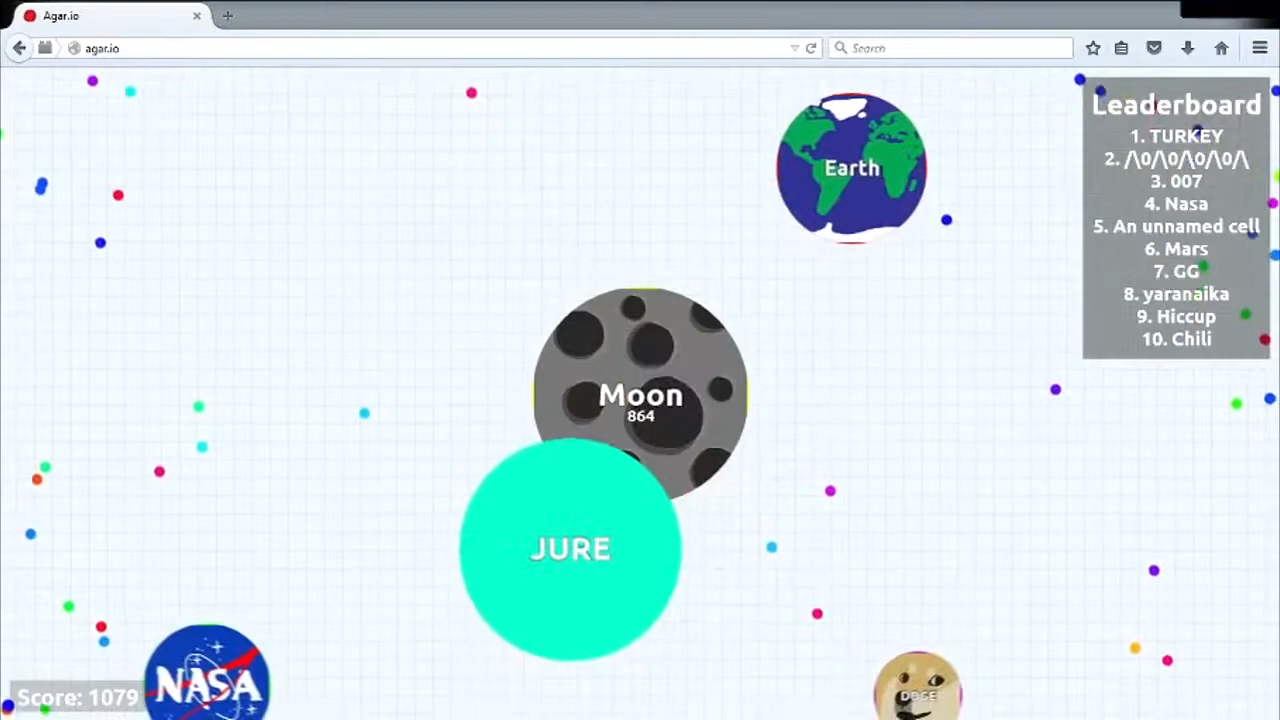 Agar.io
agar.io
Search
Leaderboard
1. TURKEY
2. /\0/\0/\0/\0/\
3. 007
4. Nasa
5. An unnamed cell
6. Mars
7. GG
8. yaranaika
9. Hiccup
10. Chili
Earth
Moon
864
JURE
NASA
DOGE
Score: 1079